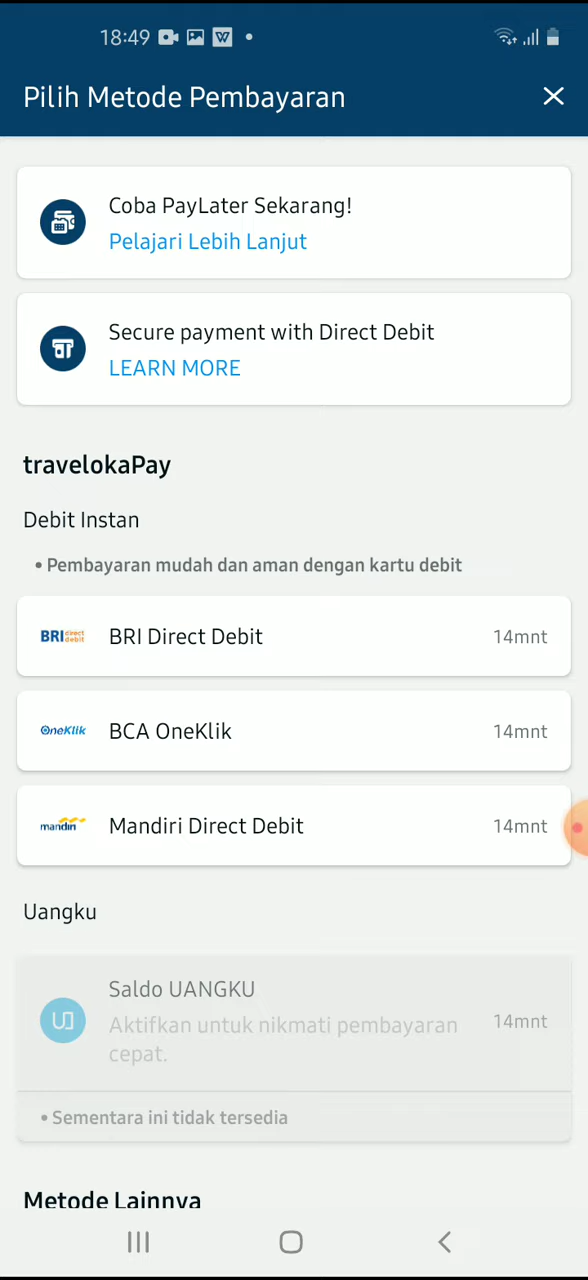 18:49
Pilih Metode Pembayaran
Coba PayLater Sekarang!
Pelajari Lebih Lanjut
Secure payment with Direct Debit
LEARN MORE
travelokaPay
Debit Instan
• Pembayaran mudah dan aman dengan kartu debit
BRI direct debit BRI Direct Debit 14mnt
OneKlik BCA OneKlik 14mnt
mandiri Mandiri Direct Debit 14mnt
Uangku
Saldo UANGKU
Aktifkan untuk nikmati pembayaran 14mnt
cepat.
• Sementara ini tidak tersedia
Metode Lainnya